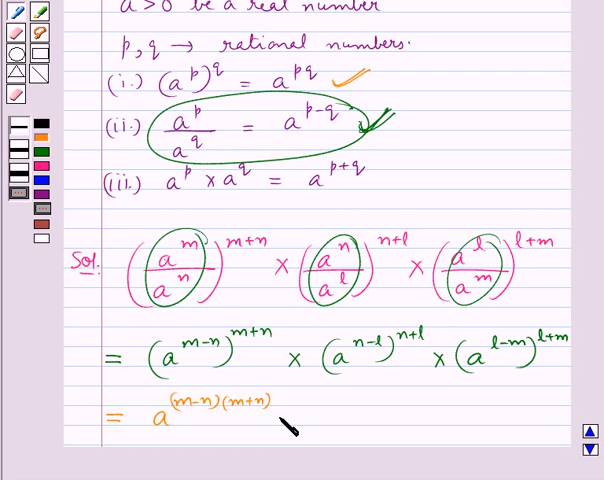 a > 0 be a real number
p, q → rational numbers.
(i.) (a^p)^q = a^{pq}
(ii.) a^p / a^q = a^{p-q}
(iii.) a^p × a^q = a^{p+q}
Sol. (a^m / a^n)^{m+n} × (a^n / a^l)^{n+l} × (a^l / a^m)^{l+m}
= (a^{m-n})^{m+n} × (a^{n-l})^{n+l} × (a^{l-m})^{l+m}
= a^{(m-n)(m+n)}